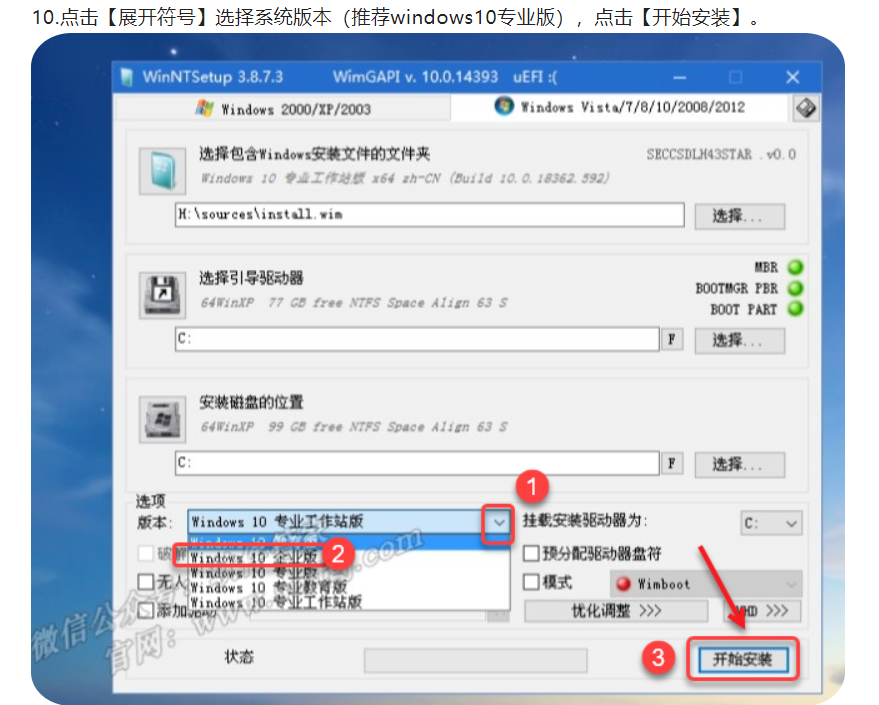 10.点击【展开符号】选择系统版本（推荐windows10专业版），点击【开始安装】。
WinNTSetup 3.8.7.3 WimGAPI v. 10.0.14393 uEFI :(
Windows 2000/XP/2003 Windows Vista/7/8/10/2008/2012
选择包含Windows安装文件的文件夹 SECCSDLH43STAR .v0.0
Windows 10 专业工作站版 x64 zh-CN (Build 10.0.18362.592)
H:\sources\install.wim 选择...
MBR
选择引导驱动器 BOOTMGR PBR
64WinXP 77 GB free NTFS Space Align 63 S BOOT PART
C: F 选择...
安装磁盘的位置
64WinXP 99 GB free NTFS Space Align 63 S
C: F 选择...
1
选项
版本: Windows 10 专业工作站版 挂载安装驱动器为: C:
Windows 10 企业版 2 预分配驱动器盘符
Windows 10 专业版
无人 Windows 10 专业教育版 模式 Wimboot
添加驱动 Windows 10 专业工作站版 优化调整 >>> >>>
状态 3 开始安装
微信公众
官网：www. .com